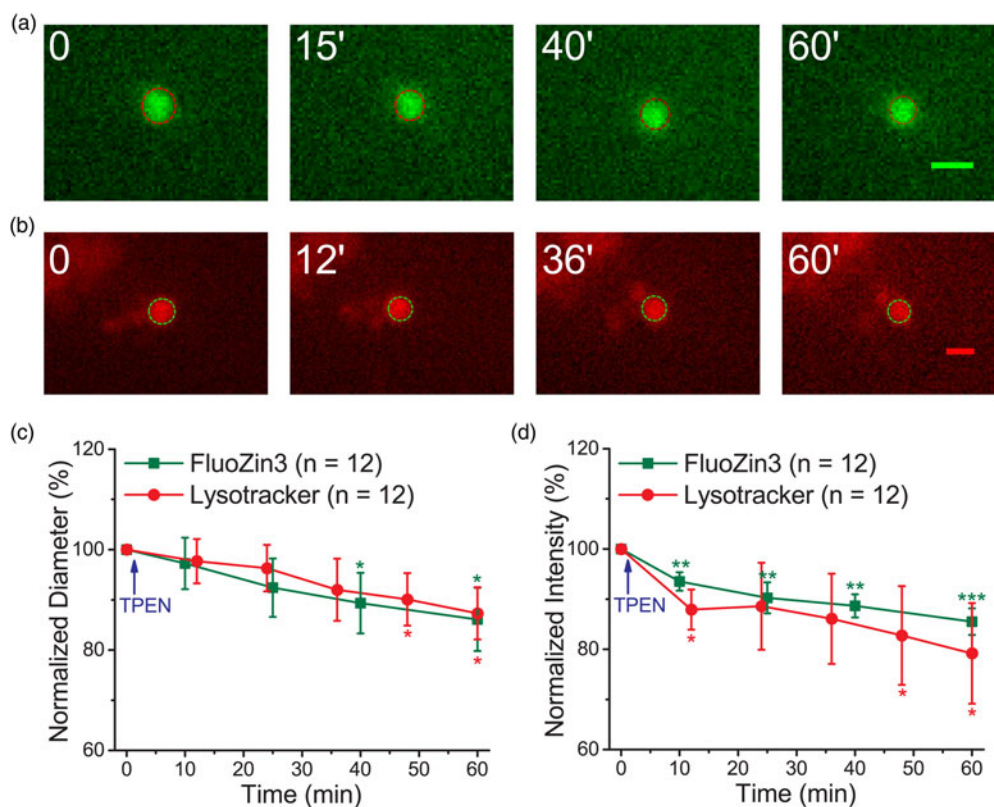 (a)
0
15'
40'
60'
(b)
0
12'
36'
60'
(c)
120
100
80
60
Normalized Diameter (%)
FluoZin3 (n = 12)
Lysotracker (n = 12)
TPEN
*
*
*
*
0 10 20 30 40 50 60
Time (min)
(d)
120
100
80
60
Normalized Intensity (%)
FluoZin3 (n = 12)
Lysotracker (n = 12)
TPEN
**
**
**
***
*
*
*
0 10 20 30 40 50 60
Time (min)